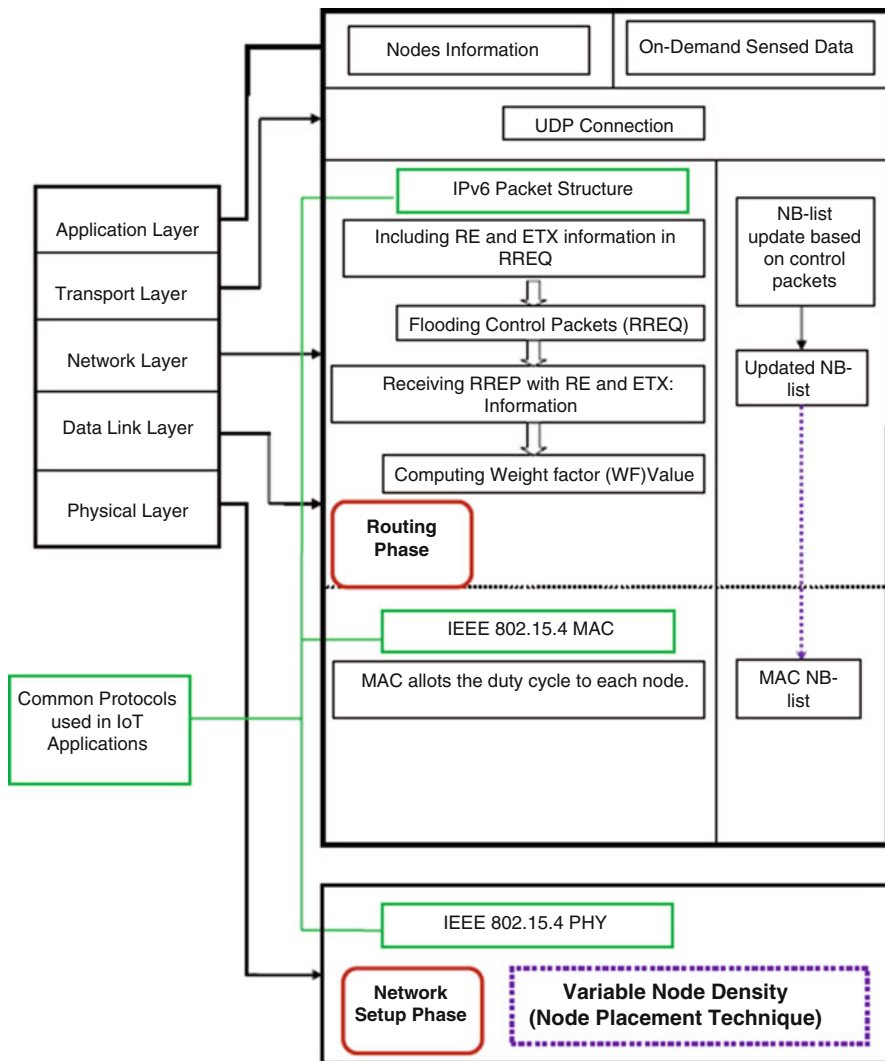 Nodes Information
On-Demand Sensed Data
UDP Connection
Application Layer
Transport Layer
Network Layer
Data Link Layer
Physical Layer
IPv6 Packet Structure
Including RE and ETX information in
RREQ
Flooding Control Packets (RREQ)
Receiving RREP with RE and ETX:
Information
Computing Weight factor (WF)Value
Routing
Phase
NB-list
update based
on control
packets
Updated NB-
list
IEEE 802.15.4 MAC
MAC allots the duty cycle to each node.
MAC NB-
list
Common Protocols
used in IoT
Applications
IEEE 802.15.4 PHY
Network
Setup Phase
Variable Node Density
(Node Placement Technique)